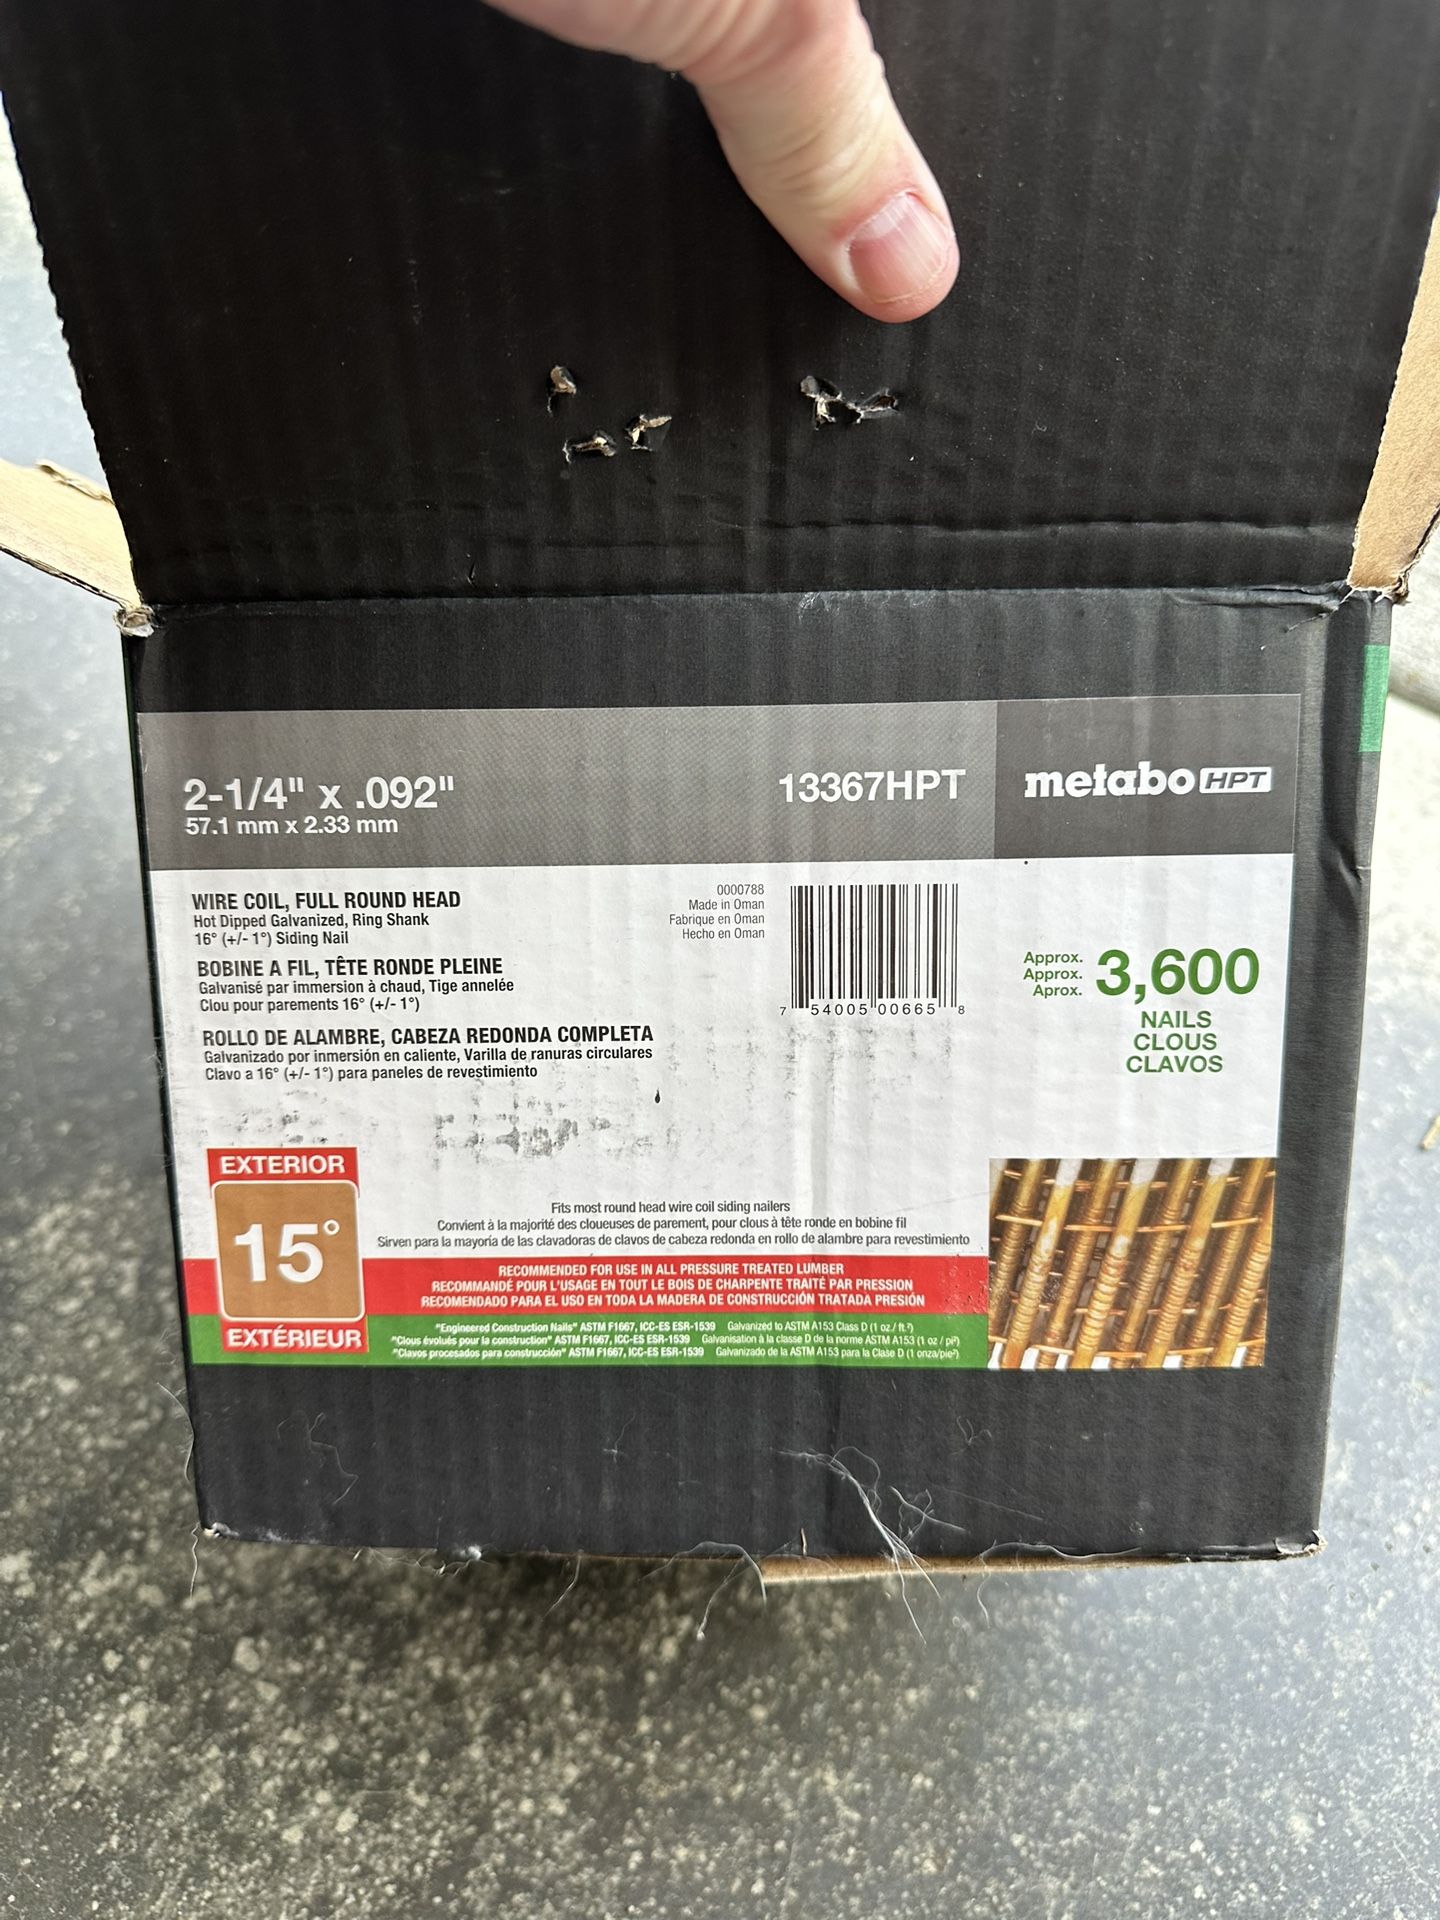 2-1/4" x .092"
57.1 mm x 2.33 mm
13367HPT
metabo HPT
WIRE COIL, FULL ROUND HEAD
Hot Dipped Galvanized, Ring Shank
16° (+/- 1°) Siding Nail
BOBINE A FIL, TÊTE RONDE PLEINE
Galvanisé par immersion à chaud, Tige annelée
Clou pour parements 16° (+/- 1°)
ROLLO DE ALAMBRE, CABEZA REDONDA COMPLETA
Galvanizado por inmersión en caliente, Varilla de ranuras circulares
Clavo a 16° (+/- 1°) para paneles de revestimiento
0000788
Made in Oman
Fabrique en Oman
Hecho en Oman
7 54005 00665 8
Approx.
Approx.
Aprox.
3,600
NAILS
CLOUS
CLAVOS
EXTERIOR
15°
EXTÉRIEUR
Fits most round head wire coil siding nailers
Convient à la majorité des cloueuses de parement, pour clous à tête ronde en bobine fil
Sirven para la mayoría de las clavadoras de clavos de cabeza redonda en rollo de alambre para revestimiento
RECOMMENDED FOR USE IN ALL PRESSURE TREATED LUMBER
RECOMMANDÉ POUR L'USAGE EN TOUT LE BOIS DE CHARPENTE TRAITÉ PAR PRESSION
RECOMENDADO PARA EL USO EN TODA LA MADERA DE CONSTRUCCIÓN TRATADA PRESIÓN
"Engineered Construction Nails" ASTM F1667, ICC-ES ESR-1539 Galvanized to ASTM A153 Class D (1 oz./ ft.²)
"Clous évolués pour la construction" ASTM F1667, ICC-ES ESR-1539 Galvanisation à la classe D de la norme ASTM A153 (1 oz / pi²)
"Clavos procesados para construcción" ASTM F1667, ICC-ES ESR-1539 Galvanizado de la ASTM A153 para la Clase D (1 onza/pie²)